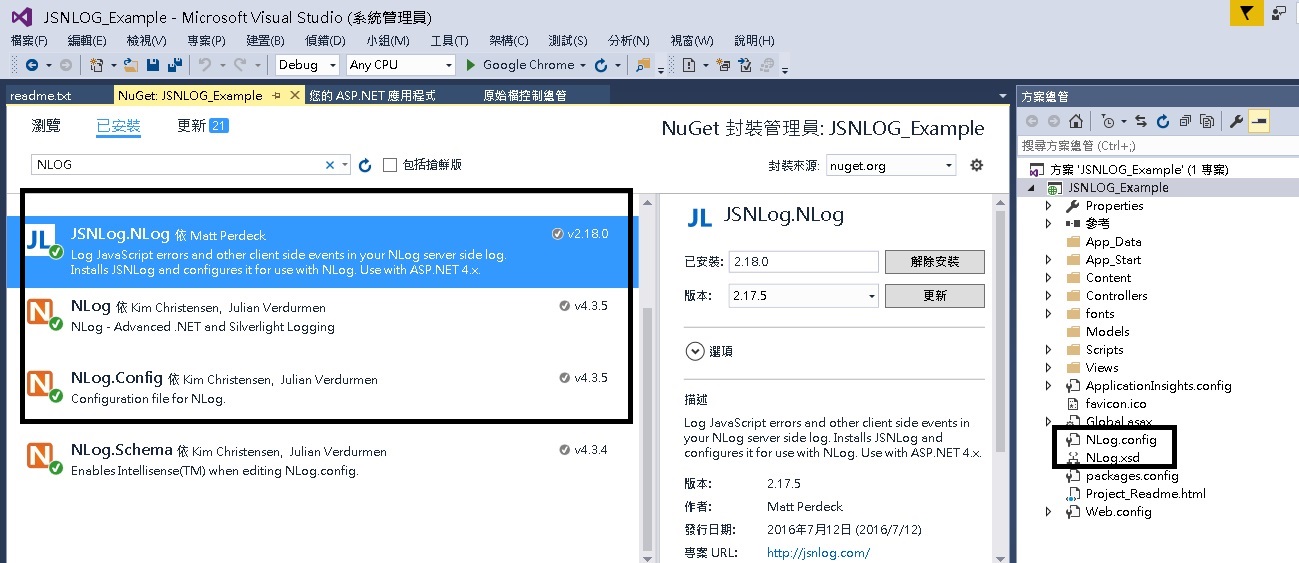 JSNLOG_Example - Microsoft Visual Studio (系統管理員)
檔案(F) 編輯(E) 檢視(V) 專案(P) 建置(B) 偵錯(D) 小組(M) 工具(T) 架構(C) 測試(S) 分析(N) 視窗(W) 說明(H)
Debug Any CPU Google Chrome
readme.txt NuGet: JSNLOG_Example 您的 ASP.NET 應用程式 原始檔控制總管
瀏覽 已安裝 更新 21
NuGet 封裝管理員: JSNLOG_Example
NLOG 包括搶鮮版
封裝來源: nuget.org
JSNLog.NLog 依 Matt Perdeck v2.18.0
Log JavaScript errors and other client side events in your NLog server side log.
Installs JSNLog and configures it for use with NLog. Use with ASP.NET 4.x.
NLog 依 Kim Christensen, Julian Verdurmen v4.3.5
NLog - Advanced .NET and Silverlight Logging
NLog.Config 依 Kim Christensen, Julian Verdurmen v4.3.5
Configuration file for NLog.
NLog.Schema 依 Kim Christensen, Julian Verdurmen v4.3.4
Enables Intellisense(TM) when editing NLog.config.
JL JSNLog.NLog
已安裝: 2.18.0 解除安裝
版本: 2.17.5 更新
選項
描述
Log JavaScript errors and other client side events in
your NLog server side log. Installs JSNLog and
configures it for use with NLog. Use with ASP.NET 4.x.
版本: 2.17.5
作者: Matt Perdeck
發行日期: 2016年7月12日 (2016/7/12)
專案 URL: http://jsnlog.com/
方案總管
搜尋方案總管 (Ctrl+;)
方案 'JSNLOG_Example' (1 專案)
JSNLOG_Example
Properties
參考
App_Data
App_Start
Content
Controllers
fonts
Models
Scripts
Views
ApplicationInsights.config
favicon.ico
Global.asax
NLog.config
NLog.xsd
packages.config
Project_Readme.html
Web.config